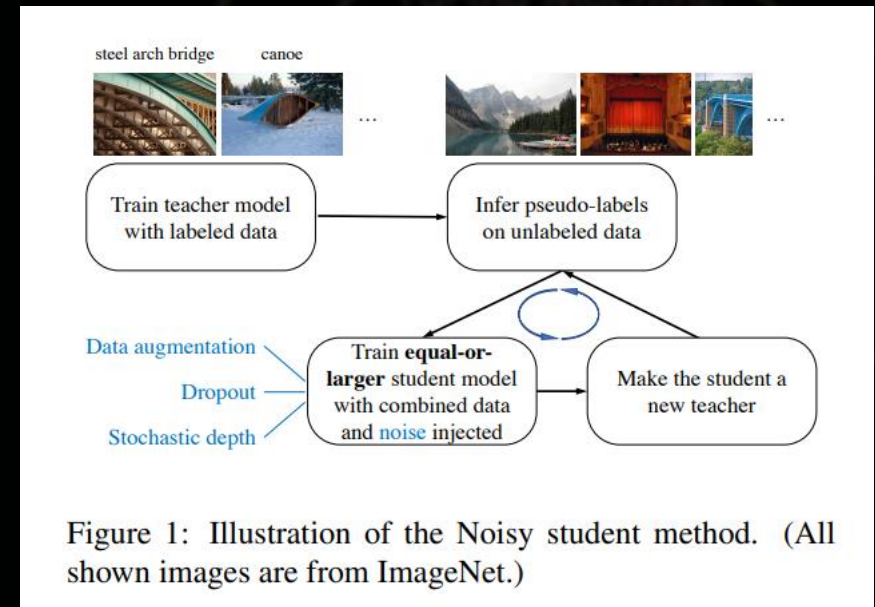 steel arch bridge
canoe
...
...
Train teacher model
with labeled data
Infer pseudo-labels
on unlabeled data
Data augmentation
Dropout
Stochastic depth
Train equal-or-
larger student model
with combined data
and noise injected
Make the student a
new teacher
Figure 1: Illustration of the Noisy student method. (All
shown images are from ImageNet.)